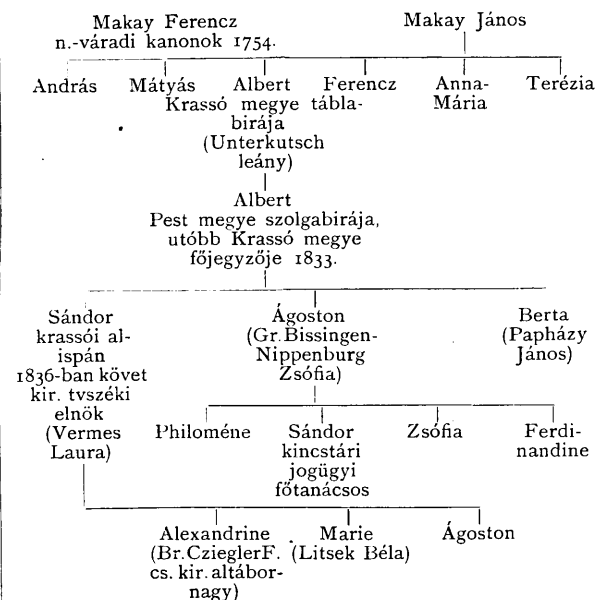 Makay Ferencz
n.-váradi kanonok 1754.
Makay János
András
Mátyás
Albert
Krassó megye tábla-
birája
(Unterkutsch
leány)
Ferencz
Anna-
Mária
Terézia
Albert
Pest megye szolgabirája,
utóbb Krassó megye
főjegyzője 1833.
Sándor
krassói al-
ispán
1836-ban követ
kir. tvszéki
elnök
(Vermes
Laura)
Ágoston
(Gr. Bissingen-
Nippenburg
Zsófia)
Berta
(Papházy
János)
Philoméne
Sándor
kincstári
jogügyi
főtanácsos
Zsófia
Ferdi-
nandine
Alexandrine
(Br. Cziegler F.
cs. kir. altábor-
nagy)
Marie
(Litsek Béla)
Ágoston